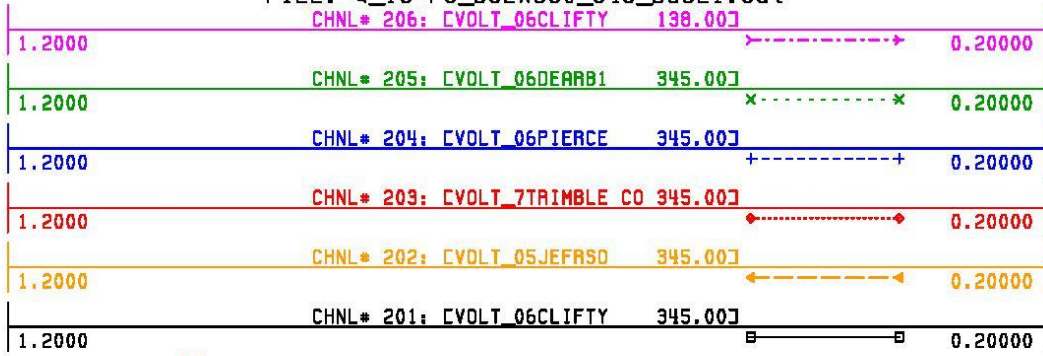 CHNL# 206: [VOLT_06CLIFTY 138.00]
1.2000 0.20000
CHNL# 205: [VOLT_06DEARB1 345.00]
1.2000 0.20000
CHNL# 204: [VOLT_06PIERCE 345.00]
1.2000 0.20000
CHNL# 203: [VOLT_7TRIMBLE CO 345.00]
1.2000 0.20000
CHNL# 202: [VOLT_05JEFRSO 345.00]
1.2000 0.20000
CHNL# 201: [VOLT_06CLIFTY 345.00]
1.2000 0.20000